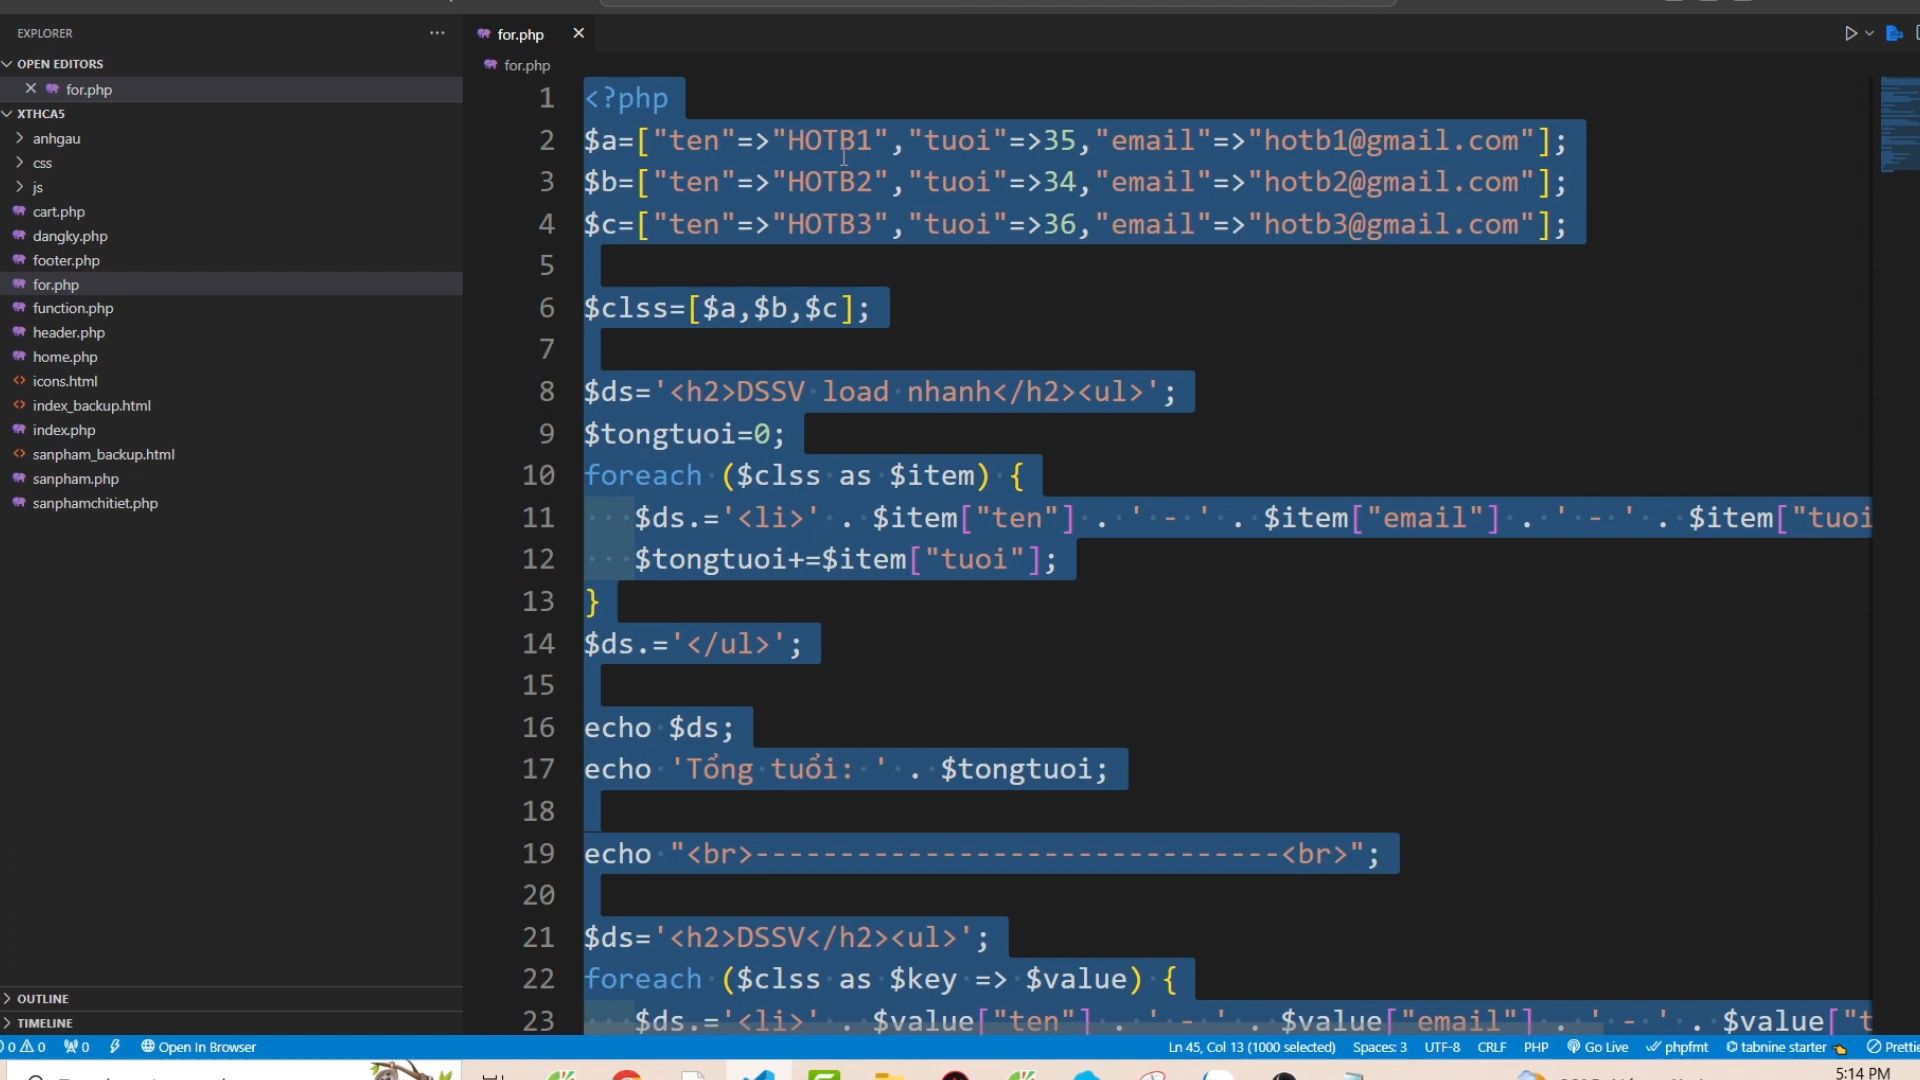 EXPLORER
OPEN EDITORS
for.php
XTHCA5
anhgau
css
js
cart.php
dangky.php
footer.php
for.php
function.php
header.php
home.php
icons.html
index_backup.html
index.php
sanpham_backup.html
sanpham.php
sanphamchitiet.php
OUTLINE
TIMELINE
for.php
for.php
1 <?php
2 $a=["ten"=>"HOTB1","tuoi"=>35,"email"=>"hotb1@gmail.com"];
3 $b=["ten"=>"HOTB2","tuoi"=>34,"email"=>"hotb2@gmail.com"];
4 $c=["ten"=>"HOTB3","tuoi"=>36,"email"=>"hotb3@gmail.com"];
5
6 $clss=[$a,$b,$c];
7
8 $ds='<h2>DSSV load nhanh</h2><ul>';
9 $tongtuoi=0;
10 foreach ($clss as $item) {
11 $ds.='<li>' . $item["ten"] . ' - ' . $item["email"] . ' - ' . $item["tuoi
12 $tongtuoi+=$item["tuoi"];
13 }
14 $ds.='</ul>';
15
16 echo $ds;
17 echo 'Tổng tuổi: ' . $tongtuoi;
18
19 echo "<br>-------------------------------<br>";
20
21 $ds='<h2>DSSV</h2><ul>';
22 foreach ($clss as $key => $value) {
23 $ds.='<li>' . $value["ten"] . ' - ' . $value["email"] . ' - ' . $value["t
0 0 0 Open In Browser Ln 45, Col 13 (1000 selected) Spaces: 3 UTF-8 CRLF PHP Go Live phpfmt tabnine starter Prettie
5:14 PM